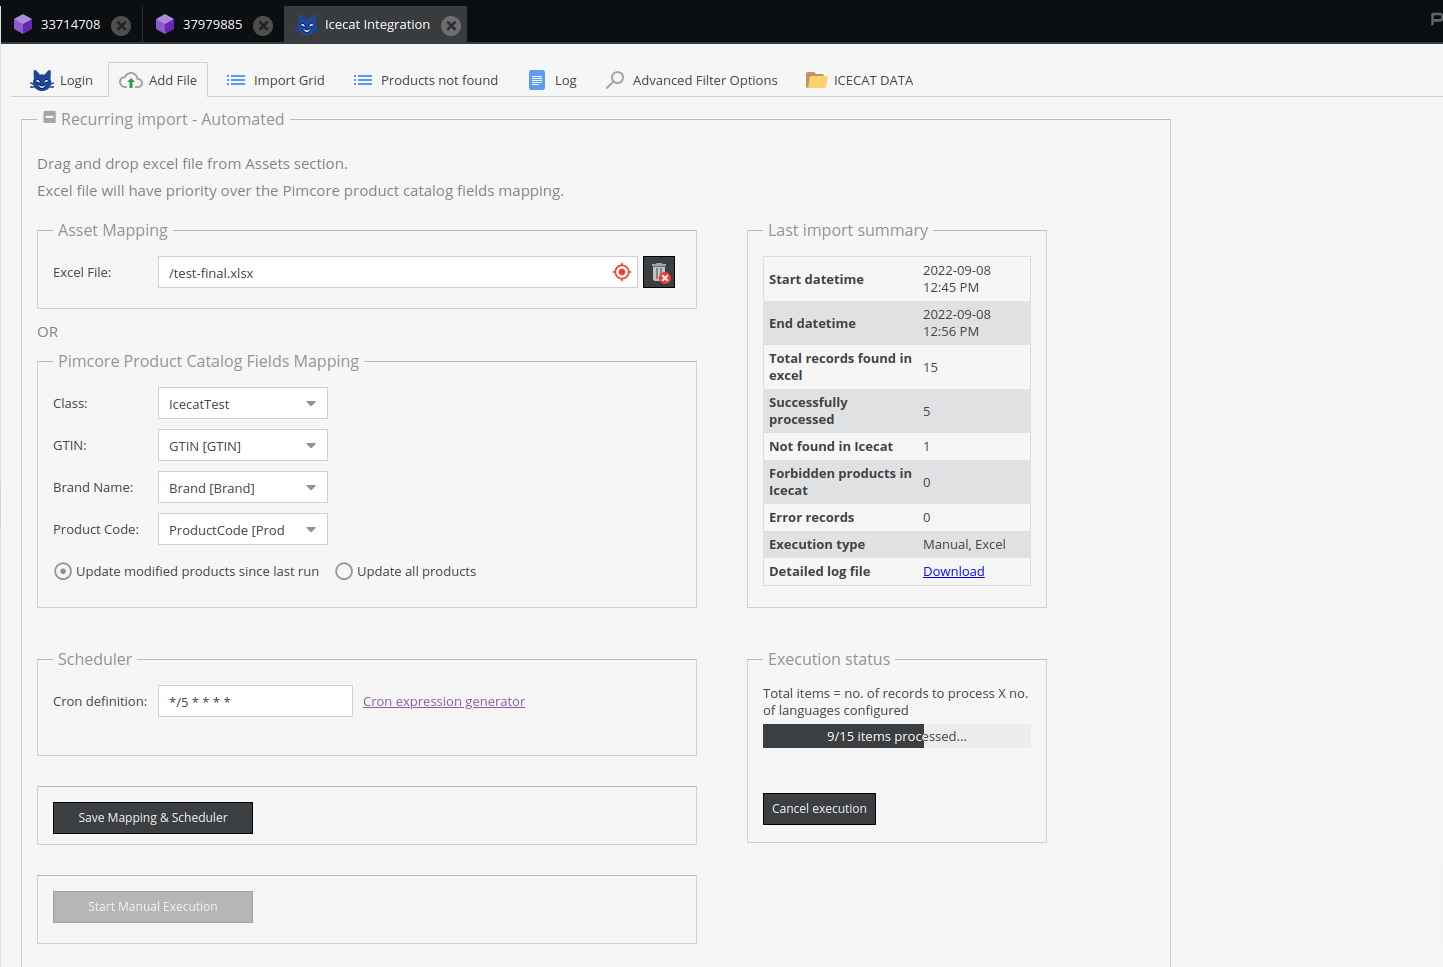 33714708
37979885
Icecat Integration
Login
Add File
Import Grid
Products not found
Log
Advanced Filter Options
ICECAT DATA
Recurring import - Automated
Drag and drop excel file from Assets section.
Excel file will have priority over the Pimcore product catalog fields mapping.
Asset Mapping
Excel File:
/test-final.xlsx
OR
Pimcore Product Catalog Fields Mapping
Class:
IcecatTest
GTIN:
GTIN [GTIN]
Brand Name:
Brand [Brand]
Product Code:
ProductCode [Prod
Update modified products since last run
Update all products
Last import summary
Start datetime
2022-09-08
12:45 PM
End datetime
2022-09-08
12:56 PM
Total records found in
excel
15
Successfully
processed
5
Not found in Icecat
1
Forbidden products in
Icecat
0
Error records
0
Execution type
Manual, Excel
Detailed log file
Download
Scheduler
Cron definition:
*/5 * * * *
Cron expression generator
Execution status
Total items = no. of records to process X no.
of languages configured
9/15 items processed...
Cancel execution
Save Mapping & Scheduler
Start Manual Execution